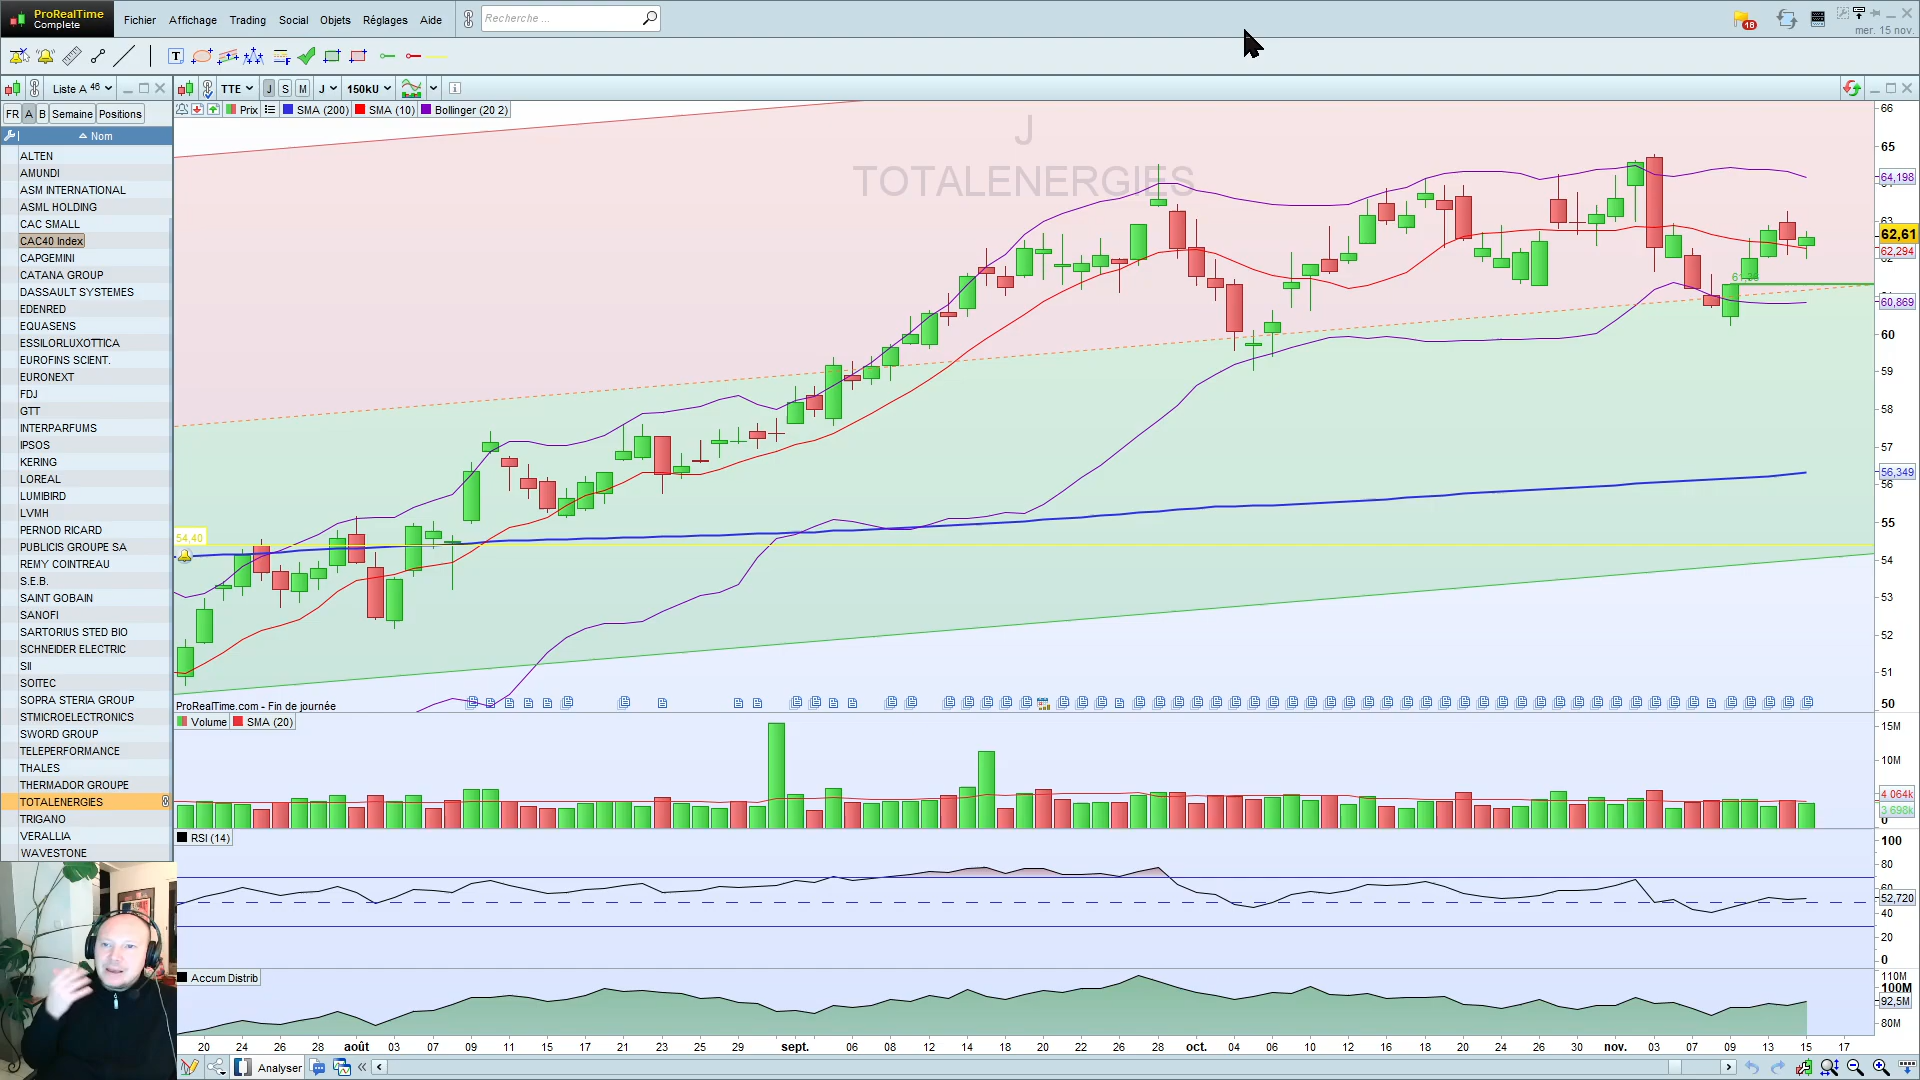 ProRealTime
Complete
Fichier Affichage Trading Social Objets Réglages Aide
Recherche ...
18
mer. 15 nov.
Liste A 46
TTE J S M J 150kU
FR A B Semaine Positions
Prix SMA (200) SMA (10) Bollinger (20 2)
Nom
ALTEN
AMUNDI
ASM INTERNATIONAL
ASML HOLDING
CAC SMALL
CAC40 Index
CAPGEMINI
CATANA GROUP
DASSAULT SYSTEMES
EDENRED
EQUASENS
ESSILORLUXOTTICA
EUROFINS SCIENT.
EURONEXT
FDJ
GTT
INTERPARFUMS
IPSOS
KERING
LOREAL
LUMIBIRD
LVMH
PERNOD RICARD
PUBLICIS GROUPE SA
REMY COINTREAU
S.E.B.
SAINT GOBAIN
SANOFI
SARTORIUS STED BIO
SCHNEIDER ELECTRIC
SII
SOITEC
SOPRA STERIA GROUP
STMICROELECTRONICS
SWORD GROUP
TELEPERFORMANCE
THALES
THERMADOR GROUPE
TOTALENERGIES
TRIGANO
VERALLIA
WAVESTONE
J
TOTALENERGIES
66
65
64,198
63
62,61
62,294
60,869
60
59
58
57
56,349
56
55
54
53
52
51
50
61,28
54,40
ProRealTime.com - Fin de journée
Volume SMA (20)
15M
10M
4 064k
3 698k
0
RSI (14)
100
80
60
52,720
40
20
0
Accum Distrib
110M
100M
92,5M
80M
20 24 26 28 août 03 07 09 11 15 17 21 23 25 29 sept. 06 08 12 14 18 20 22 26 28 oct. 04 06 10 12 16 18 20 24 26 30 nov. 03 07 09 13 15 17
Analyser